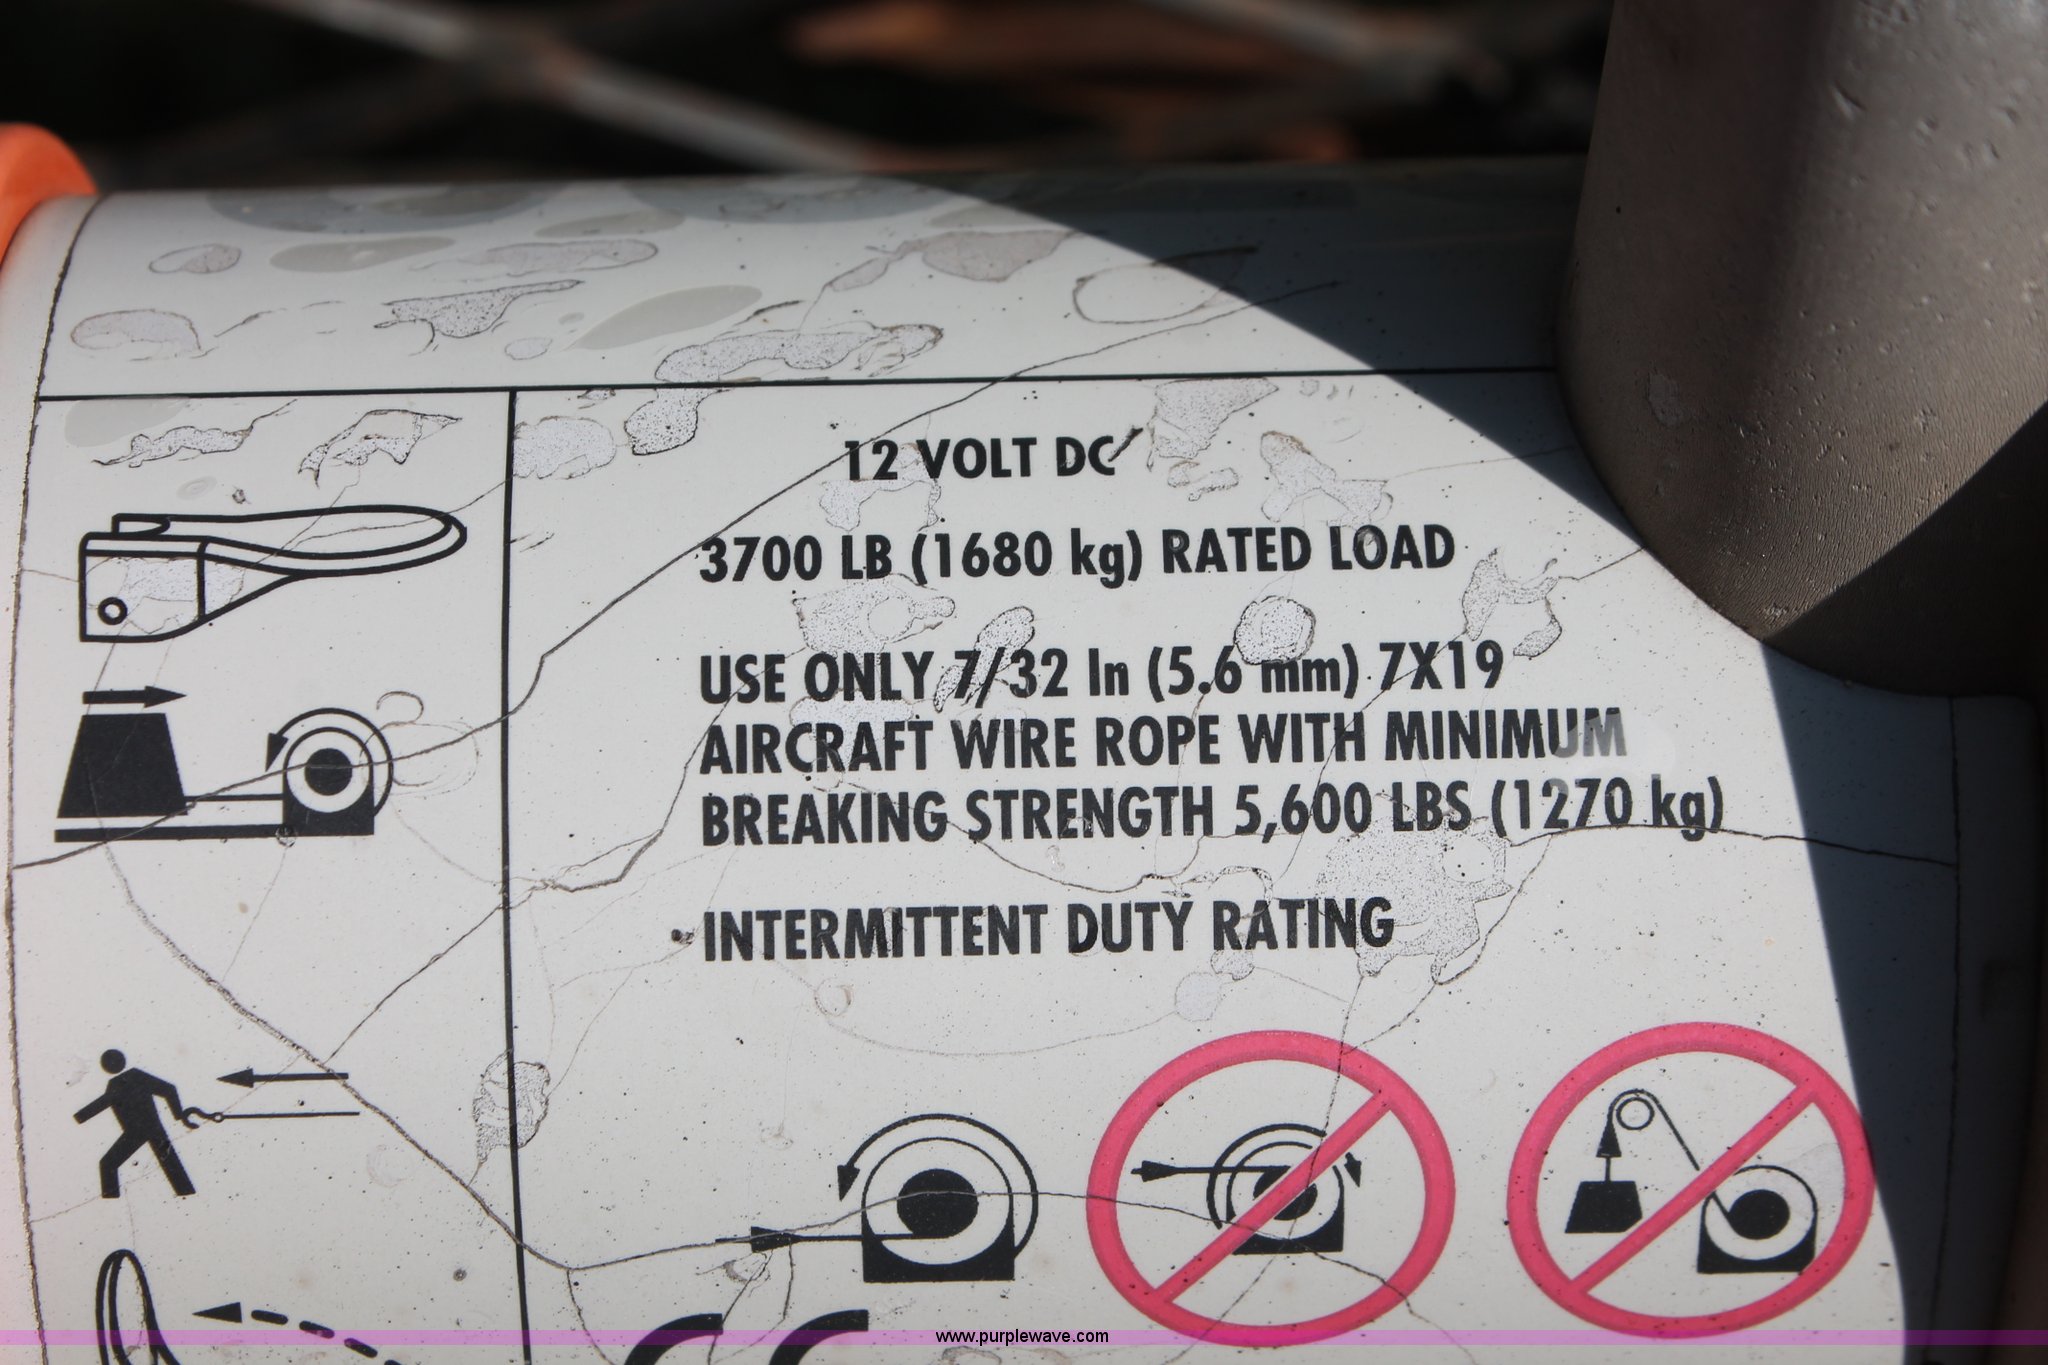 12 VOLT DC
3700 LB (1680 kg) RATED LOAD
USE ONLY 7/32 In (5.6 mm) 7X19
AIRCRAFT WIRE ROPE WITH MINIMUM
BREAKING STRENGTH 5,600 LBS (1270 kg)
INTERMITTENT DUTY RATING
CE
www.purplewave.com